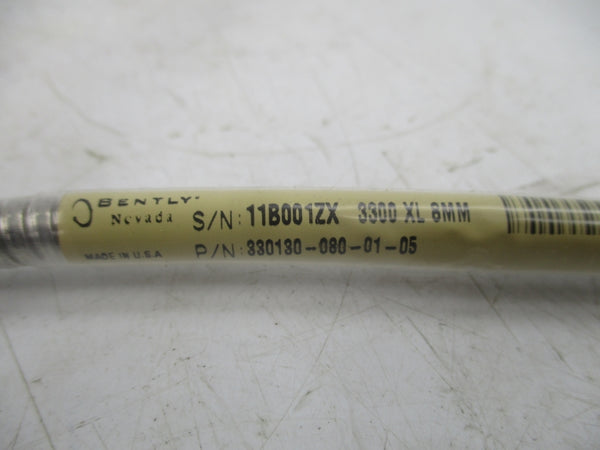 BENTLY
Nevada
S/N: 11B001ZX 3300 XL 8MM
P/N: 330130-080-01-05
MADE IN U.S.A